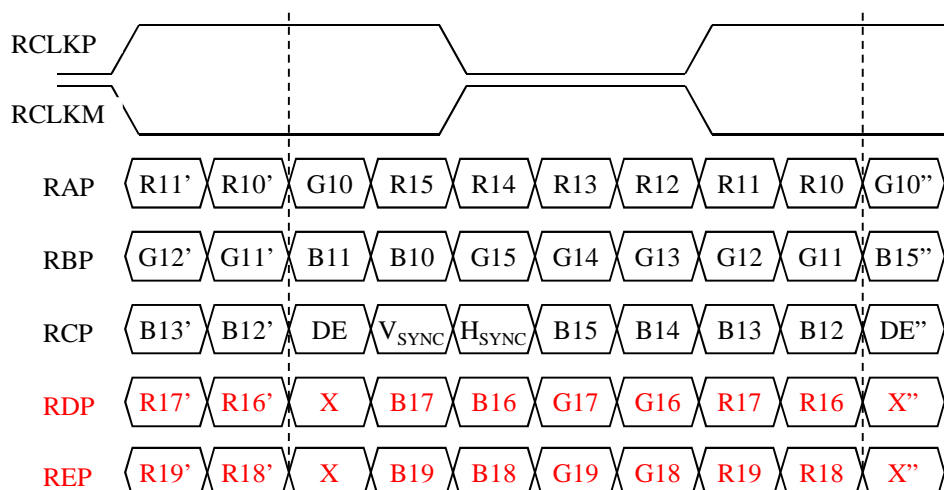 RCLKP
RCLKM
RAP R11’ R10’ G10 R15 R14 R13 R12 R11 R10 G10”
RBP G12’ G11’ B11 B10 G15 G14 G13 G12 G11 B15”
RCP B13’ B12’ DE VSYNC HSYNC B15 B14 B13 B12 DE”
RDP R17’ R16’ X B17 B16 G17 G16 R17 R16 X”
REP R19’ R18’ X B19 B18 G19 G18 R19 R18 X”